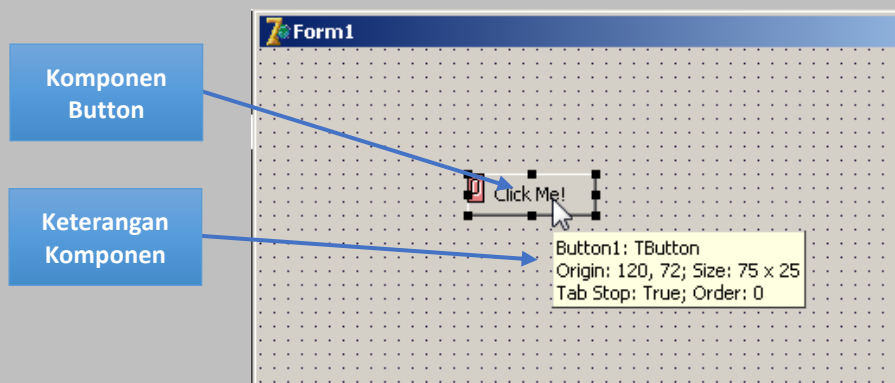 Form1
Komponen
Button
Click Me!
Keterangan
Komponen
Button1: TButton
Origin: 120, 72; Size: 75 x 25
Tab Stop: True; Order: 0